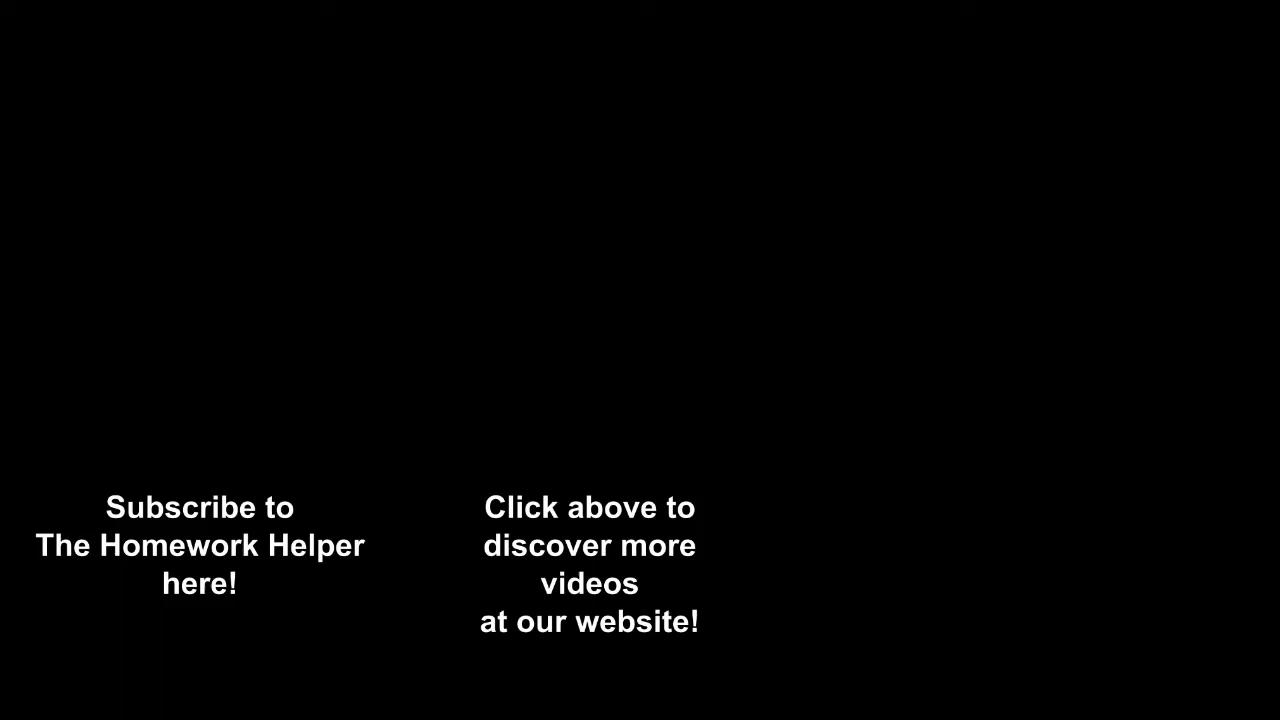 Subscribe to
The Homework Helper
here!
Click above to
discover more
videos
at our website!